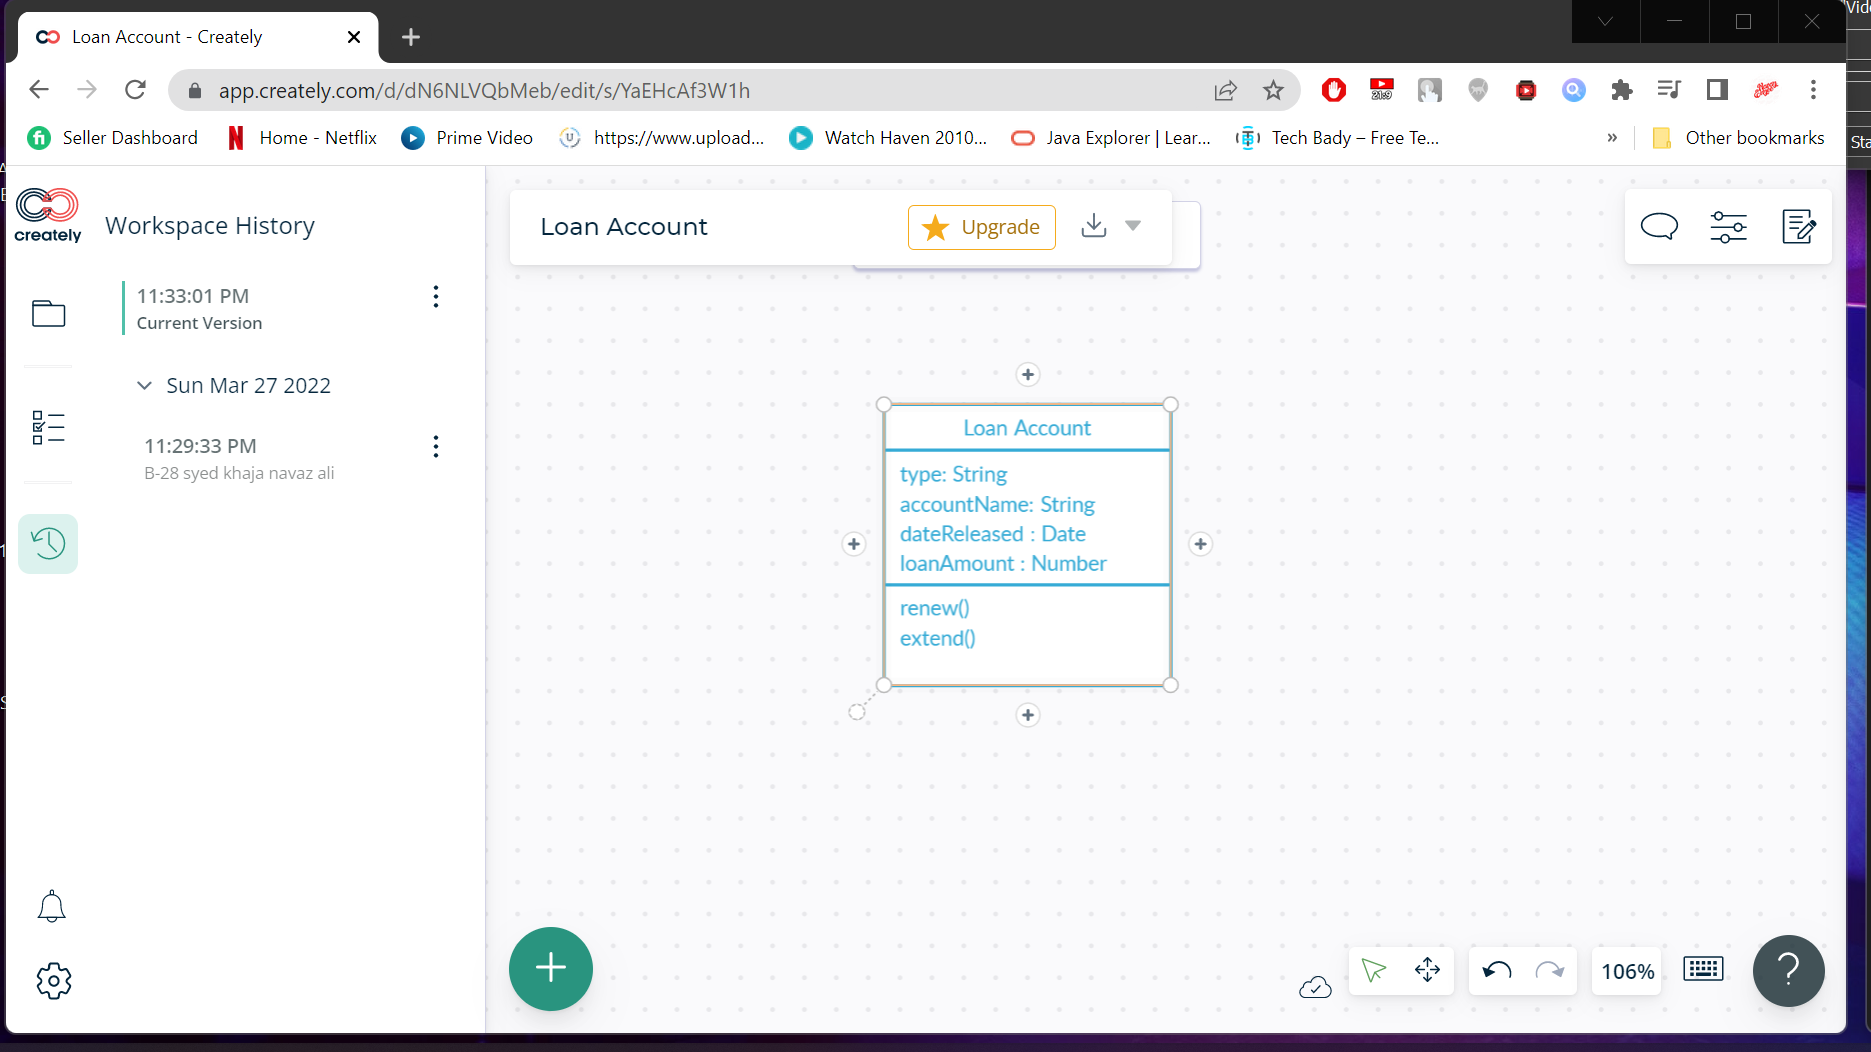 Loan Account - Creately
app.creately.com/d/dN6NLVQbMeb/edit/s/YaEHcAf3W1h
21:9
Seller Dashboard
Home - Netflix
Prime Video
https://www.upload...
Watch Haven 2010...
Java Explorer | Lear...
Tech Bady – Free Te...
»
Other bookmarks
creately
Workspace History
11:33:01 PM
Current Version
Sun Mar 27 2022
11:29:33 PM
B-28 syed khaja navaz ali
Loan Account
Upgrade
Loan Account
type: String
accountName: String
dateReleased : Date
loanAmount : Number
renew()
extend()
106%
?